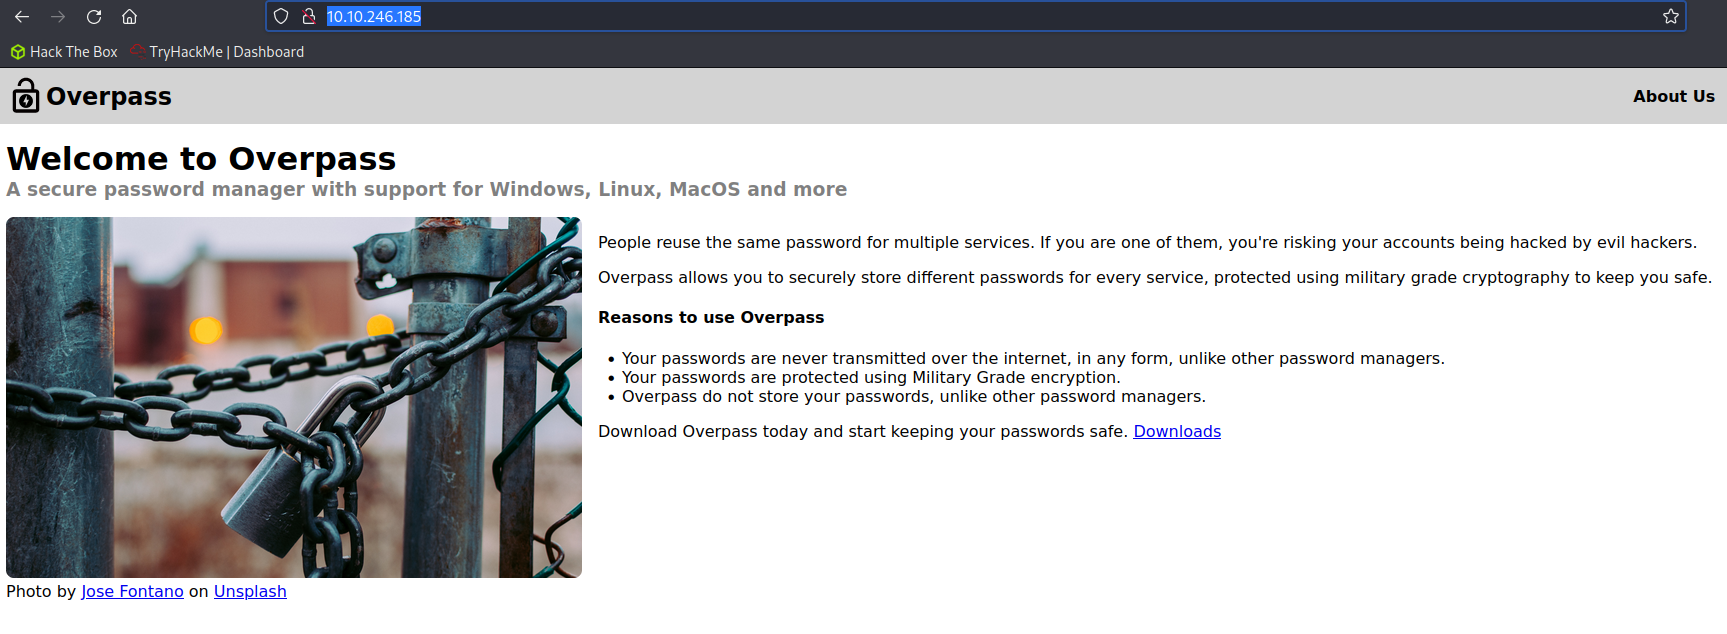 10.10.246.185
Hack The Box TryHackMe | Dashboard
Overpass About Us
Welcome to Overpass
A secure password manager with support for Windows, Linux, MacOS and more
People reuse the same password for multiple services. If you are one of them, you're risking your accounts being hacked by evil hackers.
Overpass allows you to securely store different passwords for every service, protected using military grade cryptography to keep you safe.
Reasons to use Overpass
• Your passwords are never transmitted over the internet, in any form, unlike other password managers.
• Your passwords are protected using Military Grade encryption.
• Overpass do not store your passwords, unlike other password managers.
Download Overpass today and start keeping your passwords safe. Downloads
Photo by Jose Fontano on Unsplash